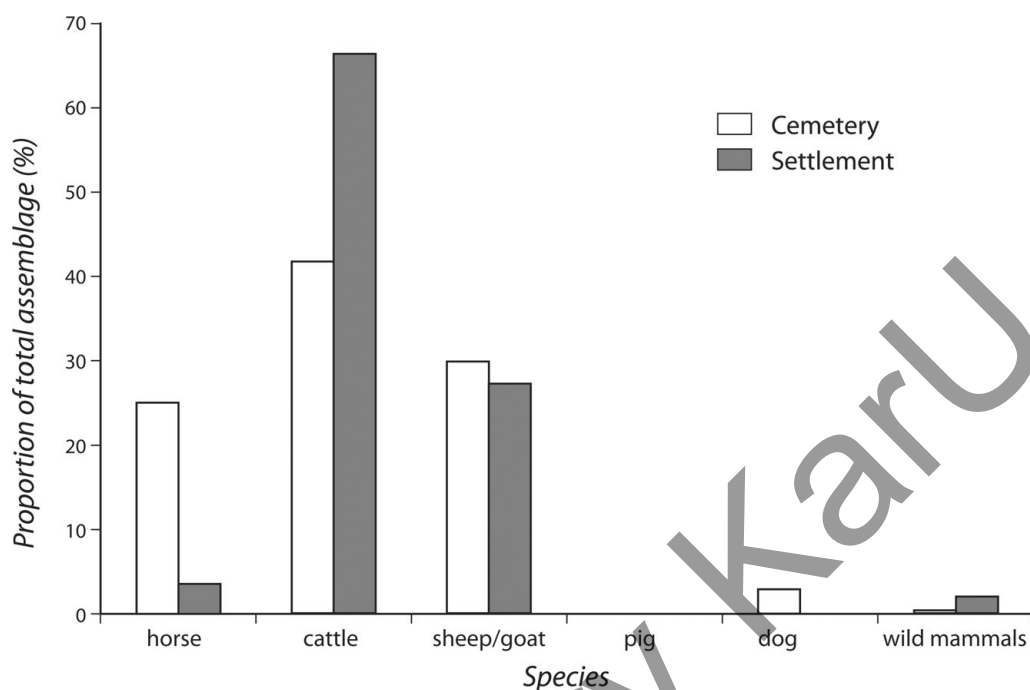 Proportion of total assemblage (%)
70
60
50
40
30
20
10
0
Cemetery
Settlement
horse cattle sheep/goat pig dog wild mammals
Species
y KarU